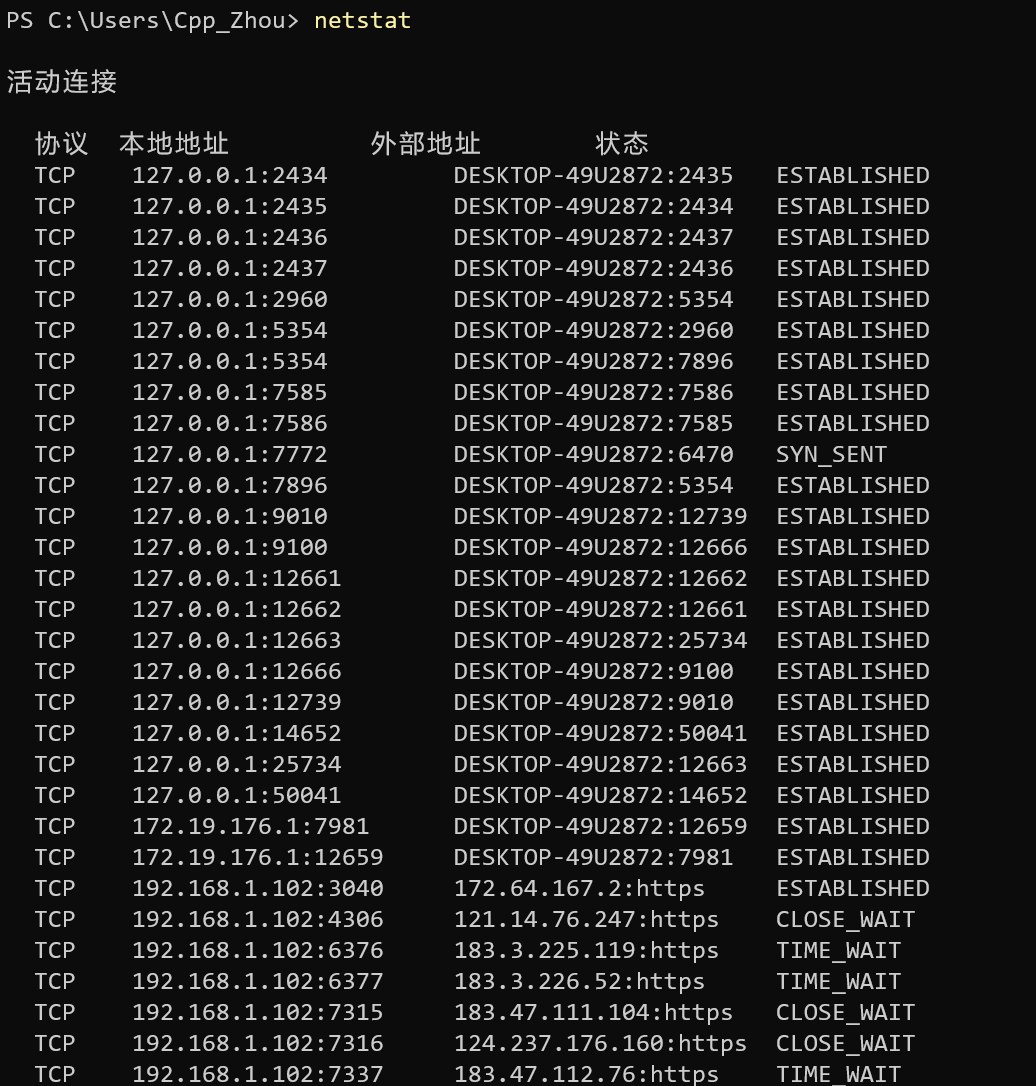 PS C:\Users\Cpp_Zhou> netstat
活动连接
协议 本地地址 外部地址 状态
TCP 127.0.0.1:2434 DESKTOP-49U2872:2435 ESTABLISHED
TCP 127.0.0.1:2435 DESKTOP-49U2872:2434 ESTABLISHED
TCP 127.0.0.1:2436 DESKTOP-49U2872:2437 ESTABLISHED
TCP 127.0.0.1:2437 DESKTOP-49U2872:2436 ESTABLISHED
TCP 127.0.0.1:2960 DESKTOP-49U2872:5354 ESTABLISHED
TCP 127.0.0.1:5354 DESKTOP-49U2872:2960 ESTABLISHED
TCP 127.0.0.1:5354 DESKTOP-49U2872:7896 ESTABLISHED
TCP 127.0.0.1:7585 DESKTOP-49U2872:7586 ESTABLISHED
TCP 127.0.0.1:7586 DESKTOP-49U2872:7585 ESTABLISHED
TCP 127.0.0.1:7772 DESKTOP-49U2872:6470 SYN_SENT
TCP 127.0.0.1:7896 DESKTOP-49U2872:5354 ESTABLISHED
TCP 127.0.0.1:9010 DESKTOP-49U2872:12739 ESTABLISHED
TCP 127.0.0.1:9100 DESKTOP-49U2872:12666 ESTABLISHED
TCP 127.0.0.1:12661 DESKTOP-49U2872:12662 ESTABLISHED
TCP 127.0.0.1:12662 DESKTOP-49U2872:12661 ESTABLISHED
TCP 127.0.0.1:12663 DESKTOP-49U2872:25734 ESTABLISHED
TCP 127.0.0.1:12666 DESKTOP-49U2872:9100 ESTABLISHED
TCP 127.0.0.1:12739 DESKTOP-49U2872:9010 ESTABLISHED
TCP 127.0.0.1:14652 DESKTOP-49U2872:50041 ESTABLISHED
TCP 127.0.0.1:25734 DESKTOP-49U2872:12663 ESTABLISHED
TCP 127.0.0.1:50041 DESKTOP-49U2872:14652 ESTABLISHED
TCP 172.19.176.1:7981 DESKTOP-49U2872:12659 ESTABLISHED
TCP 172.19.176.1:12659 DESKTOP-49U2872:7981 ESTABLISHED
TCP 192.168.1.102:3040 172.64.167.2:https ESTABLISHED
TCP 192.168.1.102:4306 121.14.76.247:https CLOSE_WAIT
TCP 192.168.1.102:6376 183.3.225.119:https TIME_WAIT
TCP 192.168.1.102:6377 183.3.226.52:https TIME_WAIT
TCP 192.168.1.102:7315 183.47.111.104:https CLOSE_WAIT
TCP 192.168.1.102:7316 124.237.176.160:https CLOSE_WAIT
TCP 192.168.1.102:7337 183.47.112.76:https TIME_WAIT